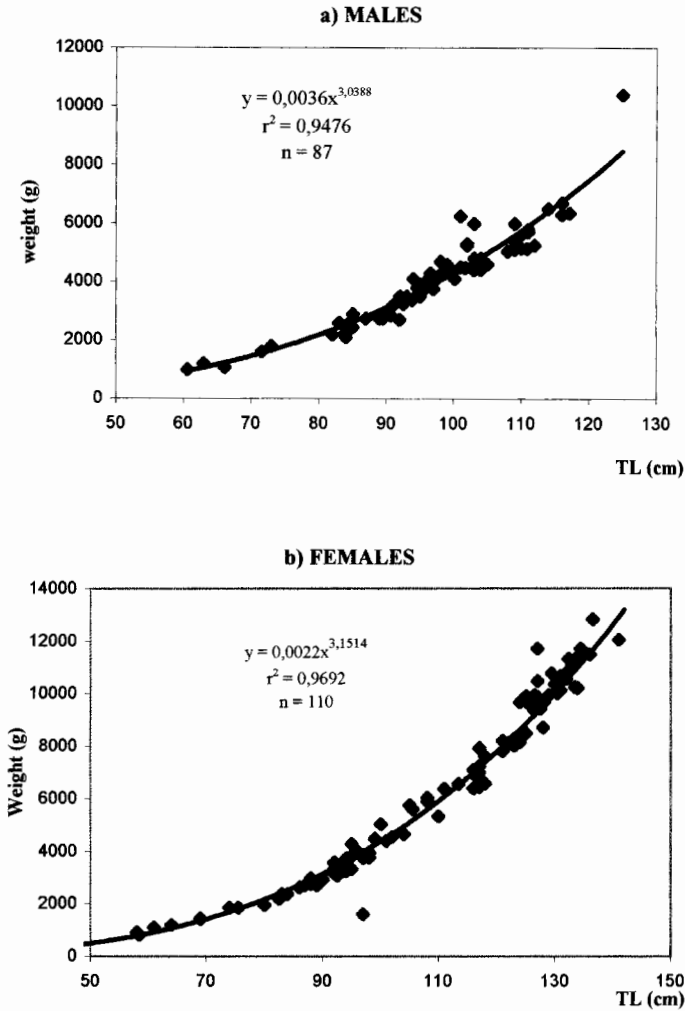 a) MALES
12000
10000
8000
6000
4000
2000
0
weight (g)
y = 0,0036x^3,0388
r² = 0,9476
n = 87
50 60 70 80 90 100 110 120 130
TL (cm)
b) FEMALES
14000
12000
10000
8000
6000
4000
2000
0
Weight (g)
y = 0,0022x^3,1514
r² = 0,9692
n = 110
50 70 90 110 130 150
TL (cm)